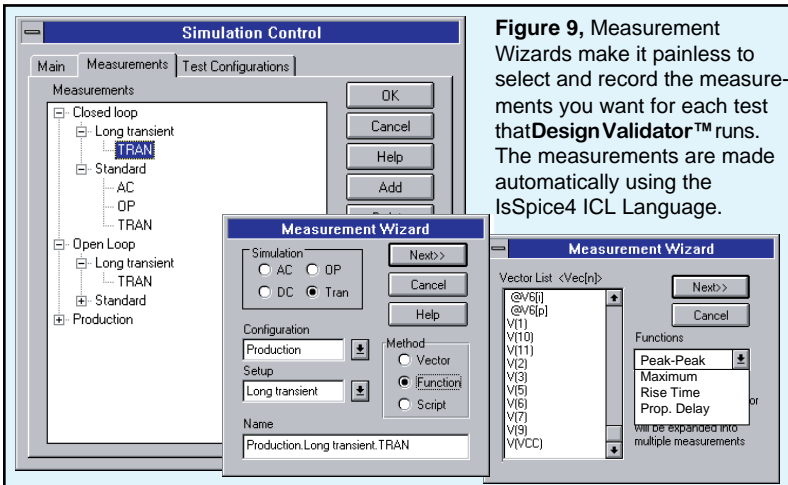 Simulation Control
Main Measurements Test Configurations
Measurements
Closed loop
Long transient
TRAN
Standard
AC
OP
TRAN
Open Loop
Long transient
TRAN
Standard
Production
OK
Cancel
Help
Add
Figure 9, Measurement
Wizards make it painless to
select and record the measure-
ments you want for each test
thatDesignValidator™ runs.
The measurements are made
automatically using the
IsSpice4 ICL Language.
Measurement Wizard
Simulation
AC OP
DC Tran
Next>>
Cancel
Help
Configuration
Production
Setup
Long transient
Method
Vector
Function
Script
Name
Production.Long transient.TRAN
Measurement Wizard
Vector List <Vec[n]>
@V6[i]
@V6[p]
V(1)
V(10)
V(11)
V(2)
V(3)
V(5)
V(6)
V(7)
V(9)
V(VCC)
Next>>
Cancel
Functions
Peak-Peak
Maximum
Rise Time
Prop. Delay
or
will be expanded into
multiple measurements